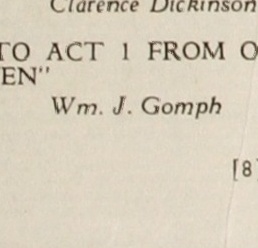 Clarence Dickinson
TO ACT 1 FROM O
EN"
Wm. J. Gomph
[8